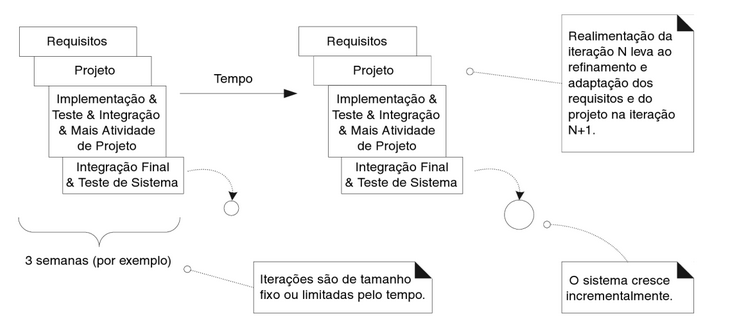 Requisitos
Projeto
Implementação &
Teste & Integração
& Mais Atividade
de Projeto
Integração Final
& Teste de Sistema
Tempo
Requisitos
Projeto
Implementação &
Teste & Integração
& Mais Atividade
de Projeto
Integração Final
& Teste de Sistema
Realimentação da
iteração N leva ao
refinamento e
adaptação dos
requisitos e do
projeto na iteração
N+1.
3 semanas (por exemplo)
Iterações são de tamanho
fixo ou limitadas pelo tempo.
O sistema cresce
incrementalmente.